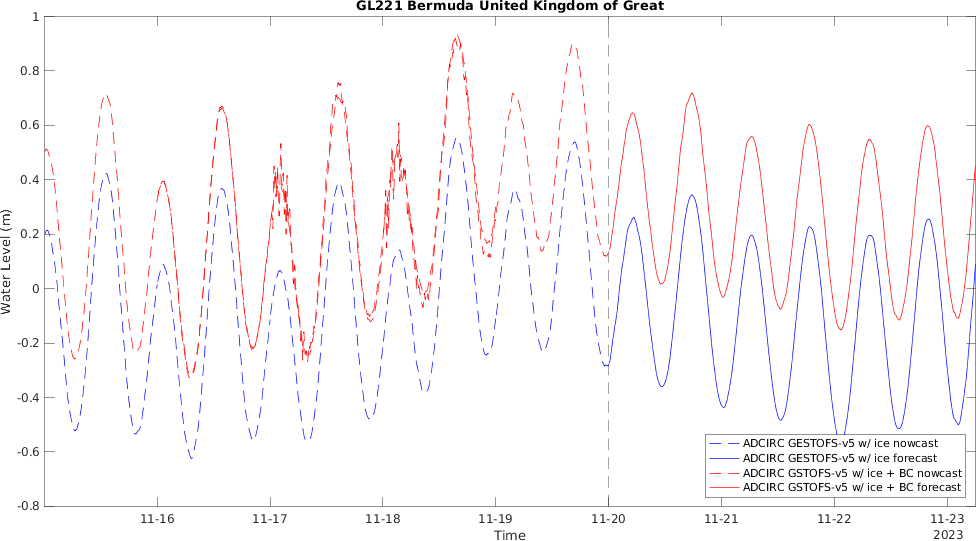 GL221 Bermuda United Kingdom of Great
1
0.8
0.6
0.4
0.2
0
-0.2
-0.4
-0.6
-0.8
Water Level (m)
11-16 11-17 11-18 11-19 11-20 11-21 11-22 11-23
2023
Time
ADCIRC GESTOFS-v5 w/ ice nowcast
ADCIRC GESTOFS-v5 w/ ice forecast
ADCIRC GSTOFS-v5 w/ ice + BC nowcast
ADCIRC GSTOFS-v5 w/ ice + BC forecast